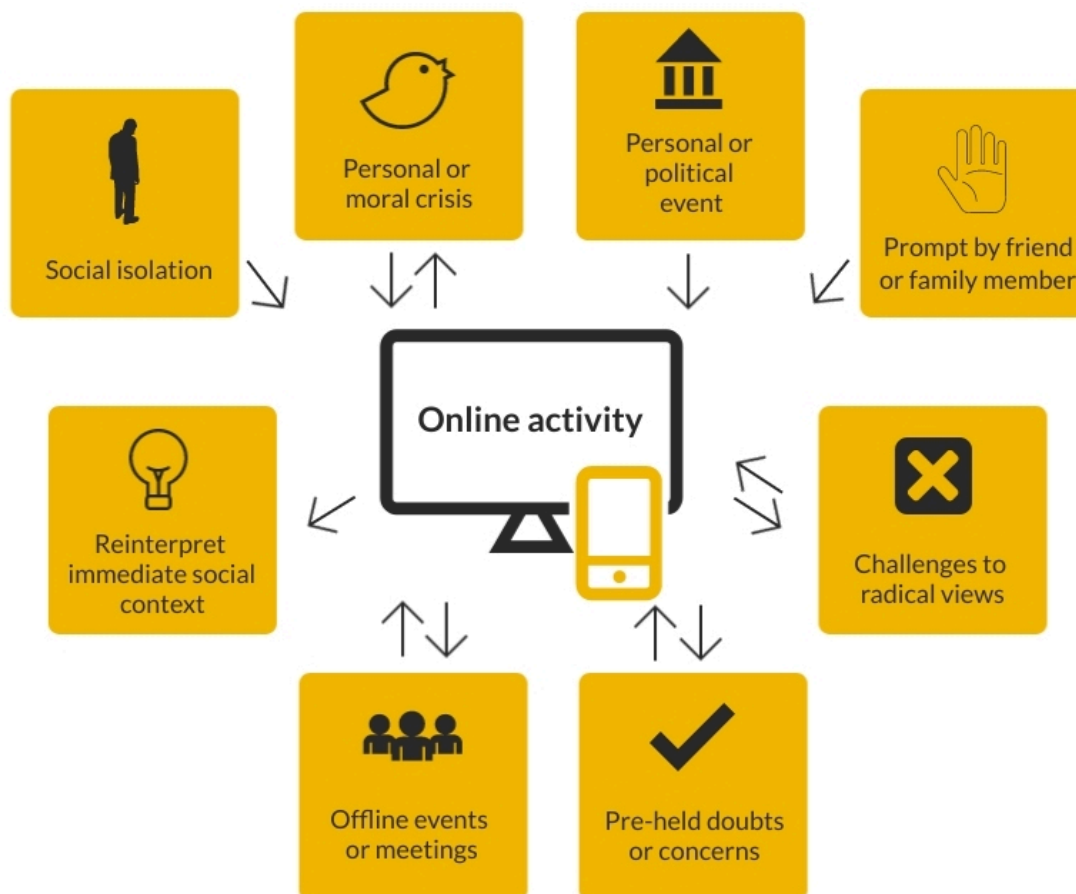 Personal or
moral crisis
Personal or
political
event
Social isolation
Prompt by friend
or family member
Online activity
Reinterpret
immediate social
context
Challenges to
radical views
Offline events
or meetings
Pre-held doubts
or concerns